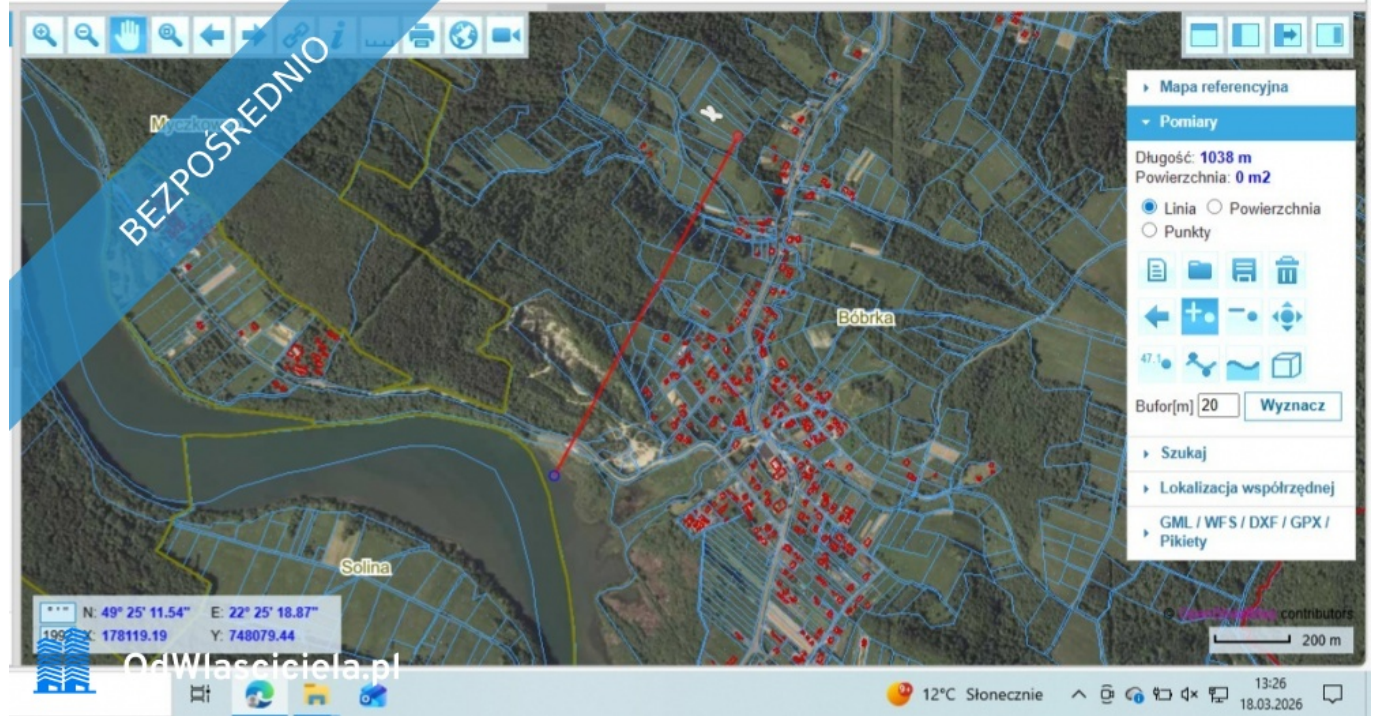 BEZPOŚREDNIO
Mapa referencyjna
Pomiary
Długość: 1038 m
Powierzchnia: 0 m2
Linia Powierzchnia
Punkty
47.1
Bufor[m] 20 Wyznacz
Szukaj
Lokalizacja współrzędnej
GML / WFS / DXF / GPX /
Pikiety
Bóbrka
Solina
N: 49° 25' 11.54" E: 22° 25' 18.87"
X: 178119.19 Y: 748079.44
© OpenStreetMap contributors
200 m
OdWlasciciela.pl
12°C Słonecznie
13:26
18.03.2026